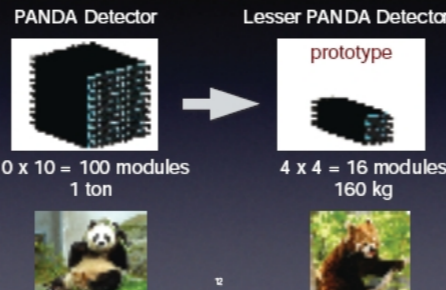 PANDA Detector
Lesser PANDA Detector
prototype
0 x 10 = 100 modules
1 ton
4 x 4 = 16 modules
160 kg
12